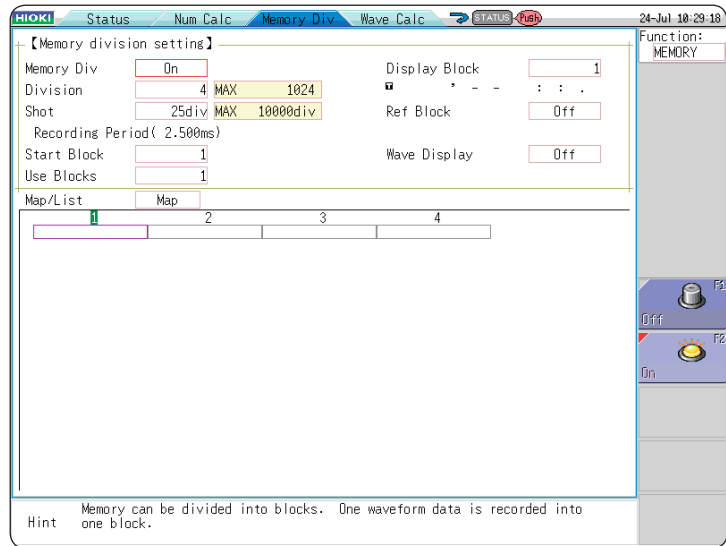 HIOKI Status Num Calc Memory Div Wave Calc STATUS Push 24-Jul 10:29:18
Function:
MEMORY
【Memory division setting】
Memory Div On Display Block 1
Division 4 MAX 1024 T ' - - : : .
Shot 25div MAX 10000div Ref Block Off
Recording Period( 2.500ms)
Start Block 1 Wave Display Off
Use Blocks 1
Map/List Map
1 2 3 4
F1
Off
F2
On
Hint Memory can be divided into blocks. One waveform data is recorded into
one block.